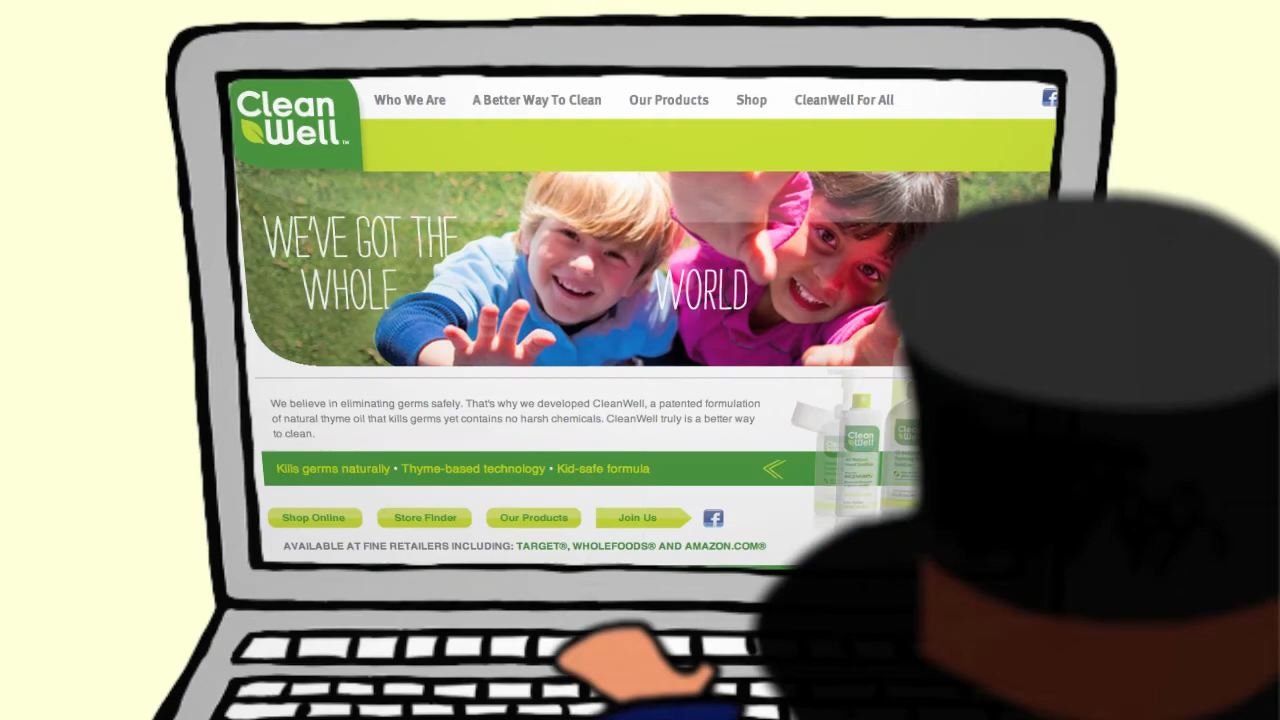 Clean
Well™
Who We Are
A Better Way To Clean
Our Products
Shop
CleanWell For All
WE'VE GOT THE
WHOLE WORLD
We believe in eliminating germs safely. That's why we developed CleanWell, a patented formulation
of natural thyme oil that kills germs yet contains no harsh chemicals. CleanWell truly is a better way
to clean.
Kills germs naturally • Thyme-based technology • Kid-safe formula
Clean
Well
Shop Online
Store Finder
Our Products
Join Us
AVAILABLE AT FINE RETAILERS INCLUDING: TARGET®, WHOLEFOODS® AND AMAZON.COM®